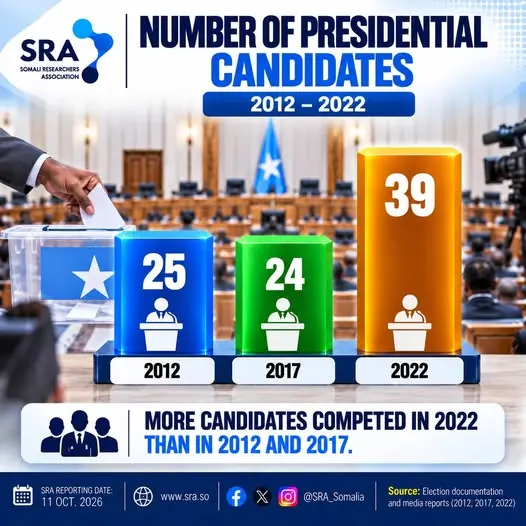 SRA
SOMALI RESEARCHERS
ASSOCIATION
NUMBER OF PRESIDENTIAL
CANDIDATES
2012 – 2022
25
24
39
2012
2017
2022
MORE CANDIDATES COMPETED IN 2022
THAN IN 2012 AND 2017.
SRA REPORTING DATE:
11 OCT. 2026
www.sra.so
@SRA_Somalia
Source: Election documentation
and media reports (2012, 2017, 2022)